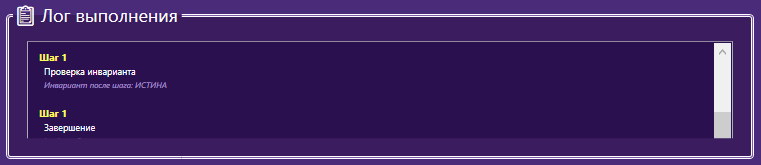 Лог выполнения
Шаг 1
Проверка инварианта
Инвариант после шага: ИСТИНА
Шаг 1
Завершение